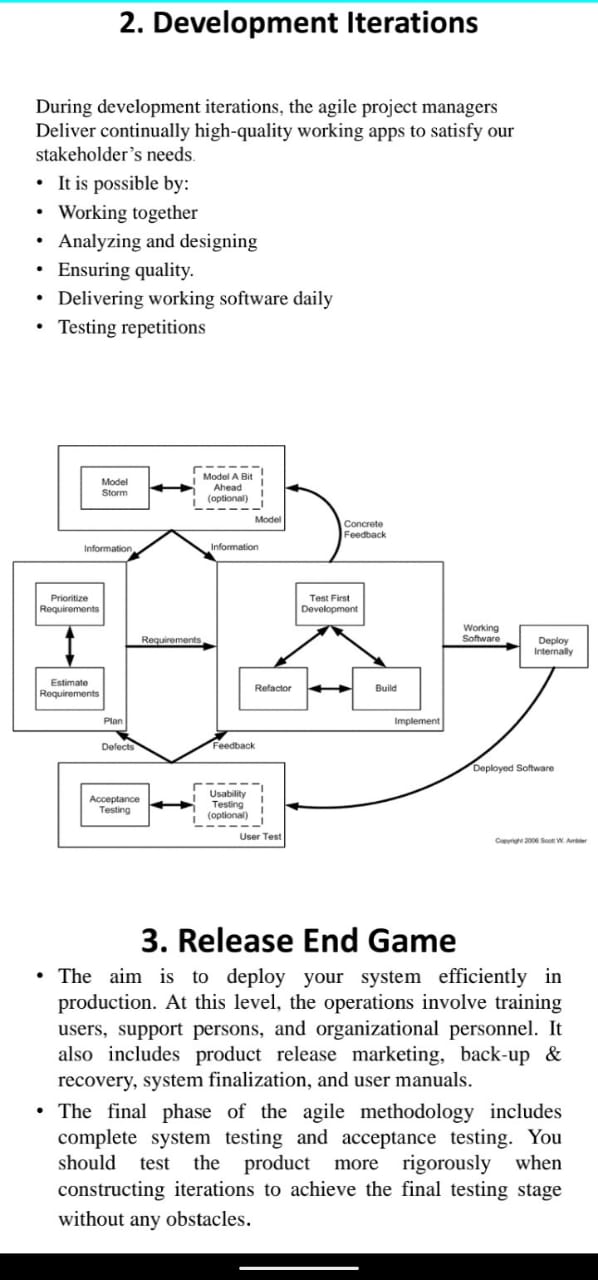 2. Development Iterations
During development iterations, the agile project managers
Deliver continually high-quality working apps to satisfy our
stakeholder’s needs.
• It is possible by:
• Working together
• Analyzing and designing
• Ensuring quality.
• Delivering working software daily
• Testing repetitions
Model
Storm
Model A Bit
Ahead
(optional)
Model
Concrete
Feedback
Information
Information
Prioritize
Requirements
Test First
Development
Requirements
Working
Software
Deploy
Internally
Estimate
Requirements
Refactor
Build
Plan
Implement
Defects
Feedback
Deployed Software
Acceptance
Testing
Usability
Testing
(optional)
User Test
Copyright 2006 Scott W. Ambler
3. Release End Game
• The aim is to deploy your system efficiently in
production. At this level, the operations involve training
users, support persons, and organizational personnel. It
also includes product release marketing, back-up &
recovery, system finalization, and user manuals.
• The final phase of the agile methodology includes
complete system testing and acceptance testing. You
should test the product more rigorously when
constructing iterations to achieve the final testing stage
without any obstacles.